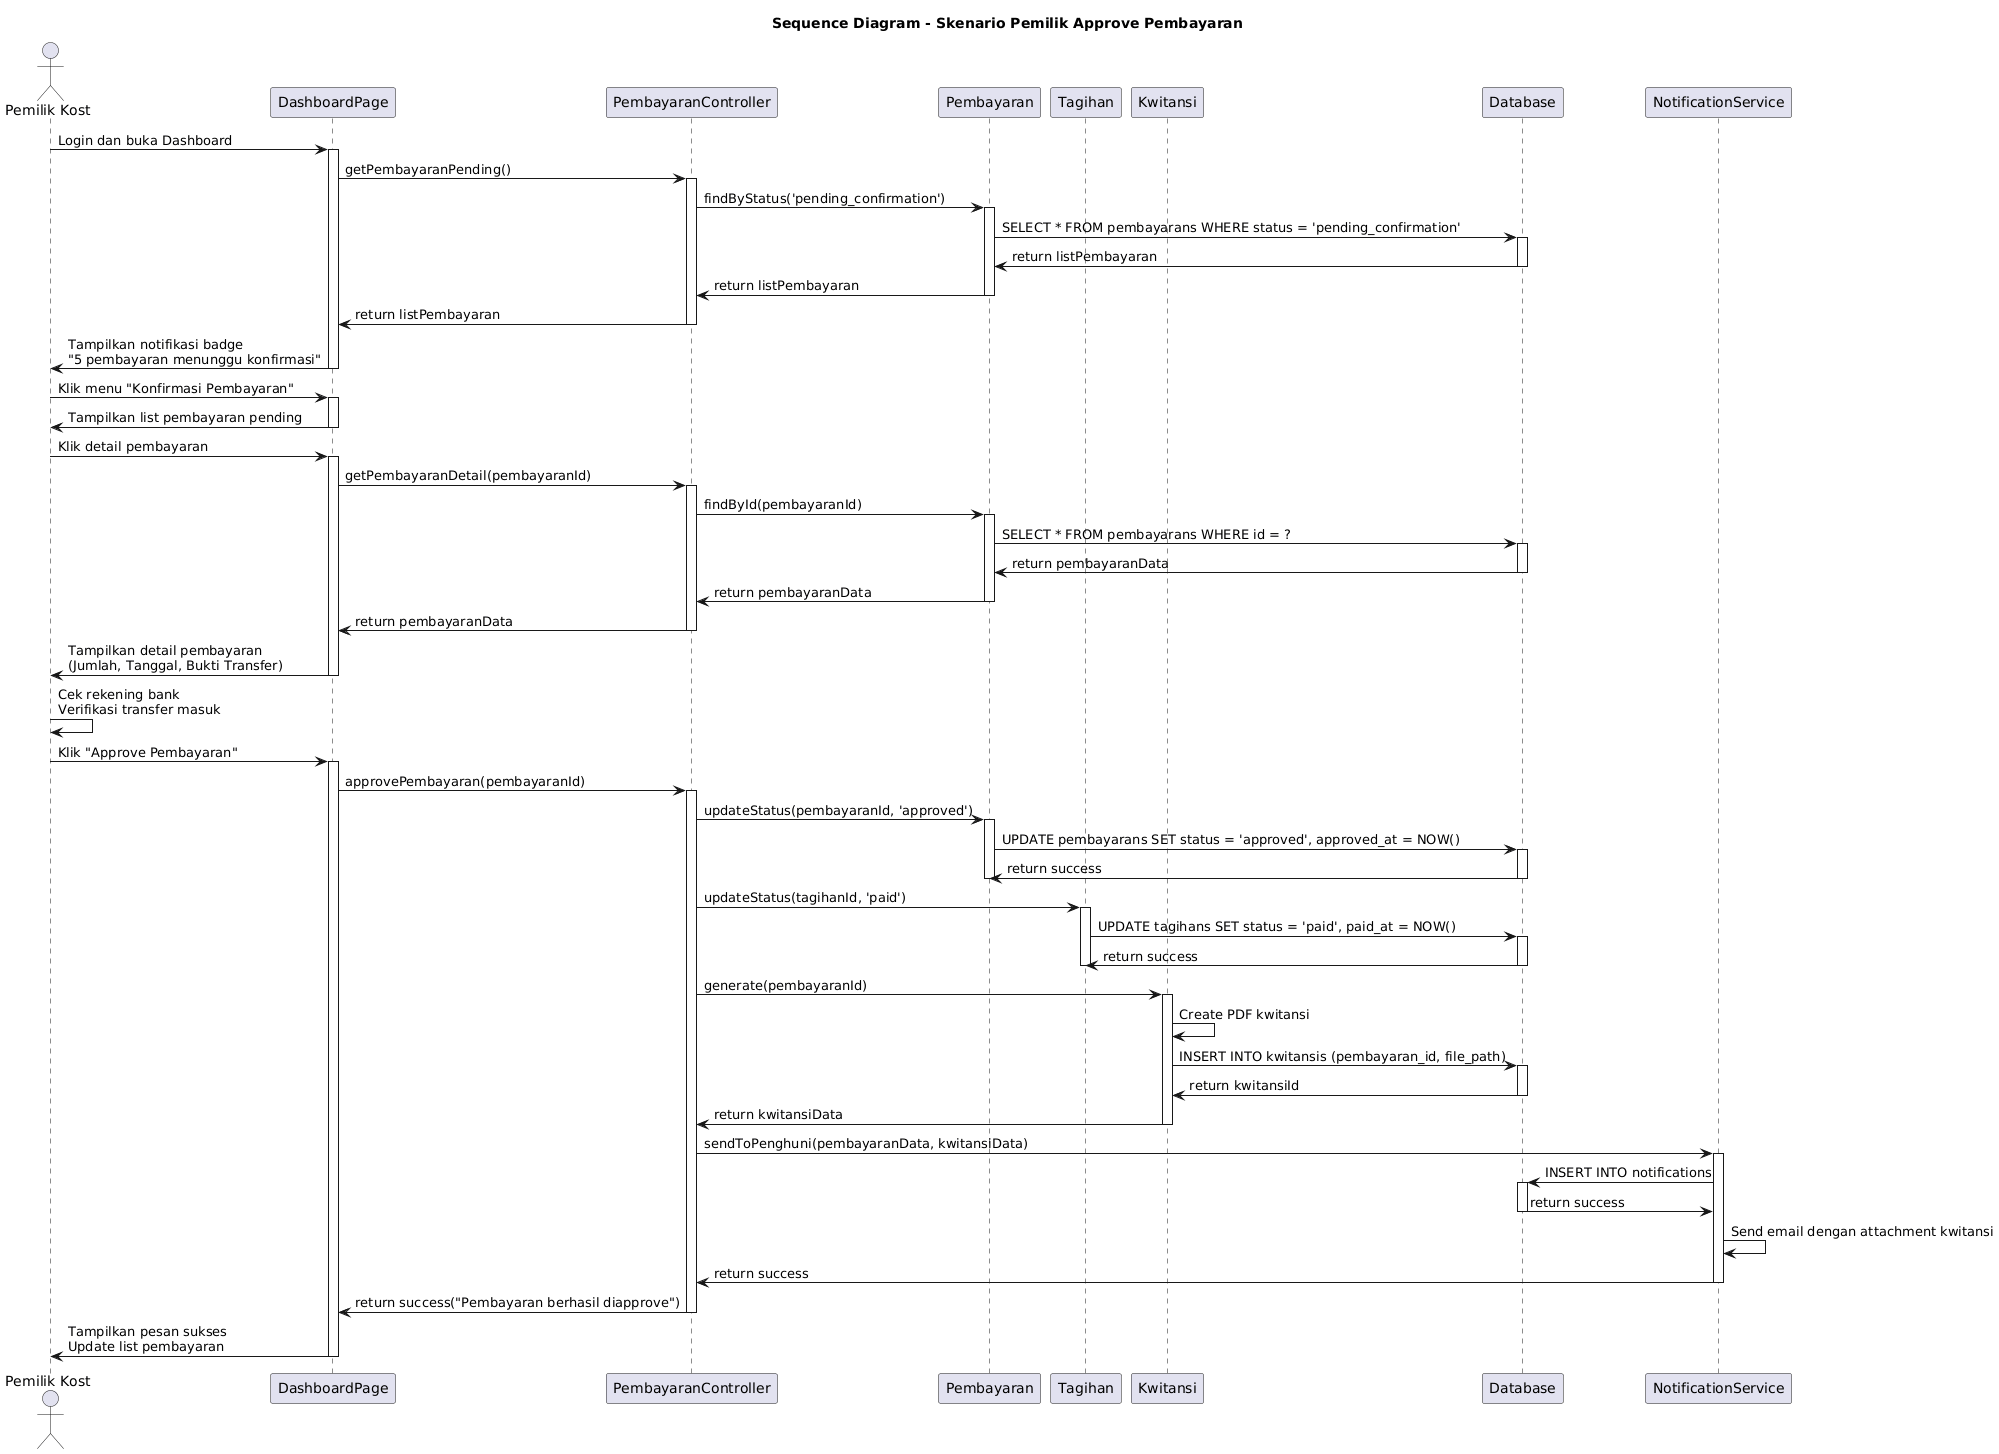 Sequence Diagram - Skenario Pemilik Approve Pembayaran
Pemilik Kost
DashboardPage
PembayaranController
Pembayaran
Tagihan
Kwitansi
Database
NotificationService
Login dan buka Dashboard
getPembayaranPending()
findByStatus('pending_confirmation')
SELECT * FROM pembayarans WHERE status = 'pending_confirmation'
return listPembayaran
return listPembayaran
return listPembayaran
Tampilkan notifikasi badge
"5 pembayaran menunggu konfirmasi"
Klik menu "Konfirmasi Pembayaran"
Tampilkan list pembayaran pending
Klik detail pembayaran
getPembayaranDetail(pembayaranId)
findById(pembayaranId)
SELECT * FROM pembayarans WHERE id = ?
return pembayaranData
return pembayaranData
return pembayaranData
Tampilkan detail pembayaran
(Jumlah, Tanggal, Bukti Transfer)
Cek rekening bank
Verifikasi transfer masuk
Klik "Approve Pembayaran"
approvePembayaran(pembayaranId)
updateStatus(pembayaranId, 'approved')
UPDATE pembayarans SET status = 'approved', approved_at = NOW()
return success
updateStatus(tagihanId, 'paid')
UPDATE tagihans SET status = 'paid', paid_at = NOW()
return success
generate(pembayaranId)
Create PDF kwitansi
INSERT INTO kwitansis (pembayaran_id, file_path)
return kwitansiId
return kwitansiData
sendToPenghuni(pembayaranData, kwitansiData)
INSERT INTO notifications
return success
Send email dengan attachment kwitansi
return success
return success("Pembayaran berhasil diapprove")
Tampilkan pesan sukses
Update list pembayaran
Pemilik Kost
DashboardPage
PembayaranController
Pembayaran
Tagihan
Kwitansi
Database
NotificationService